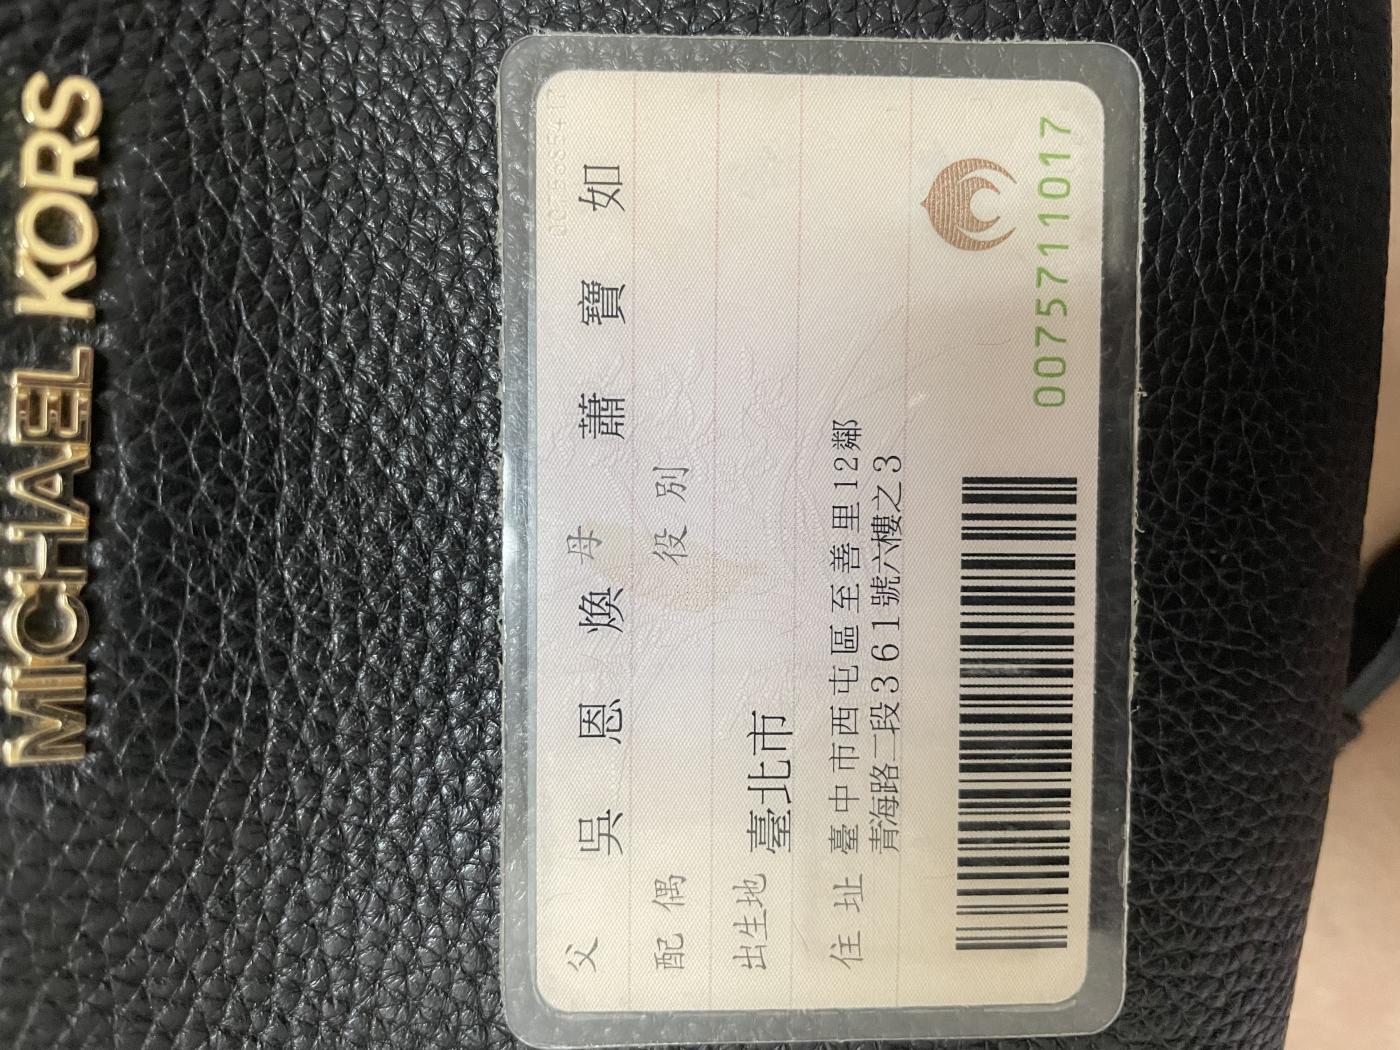 MICHAEL KORS
父 吳恩煥 母 蕭寶如
配偶 役別
出生地 臺北市
住址 臺中市西屯區至善里12鄰
青海路二段361號六樓之3
0075711017